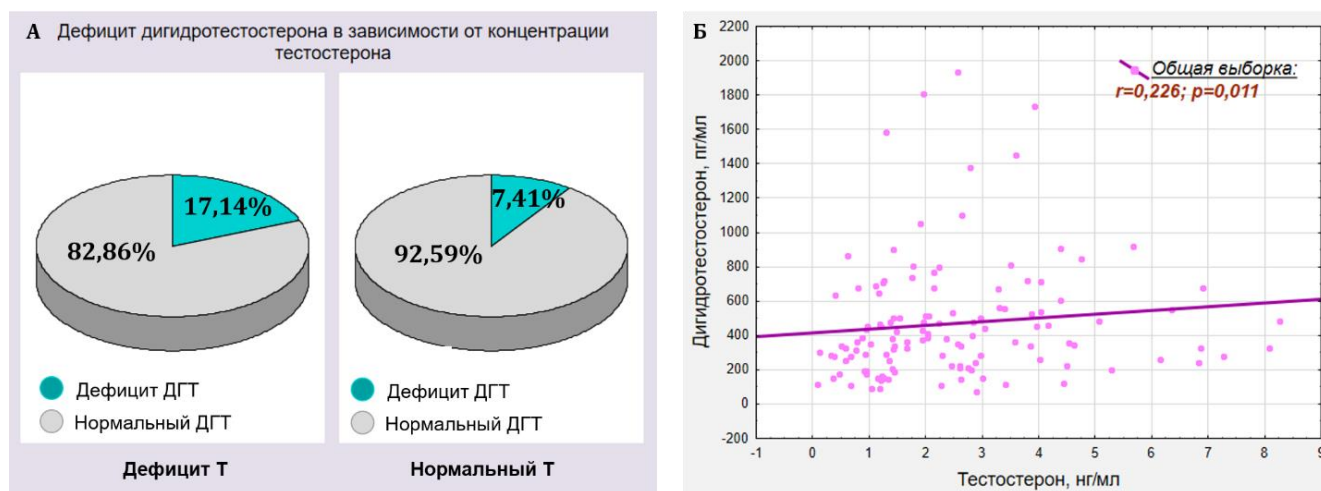 А Дефицит дигидротестостерона в зависимости от концентрации
тестостерона
17,14%
82,86%
Дефицит ДГТ
Нормальный ДГТ
Дефицит Т
7,41%
92,59%
Дефицит ДГТ
Нормальный ДГТ
Нормальный Т
Б
Дигидротестостерон, пг/мл
2200
2000
1800
1600
1400
1200
1000
800
600
400
200
0
-200
Общая выборка:
r=0,226; p=0,011
-1 0 1 2 3 4 5 6 7 8 9
Тестостерон, нг/мл